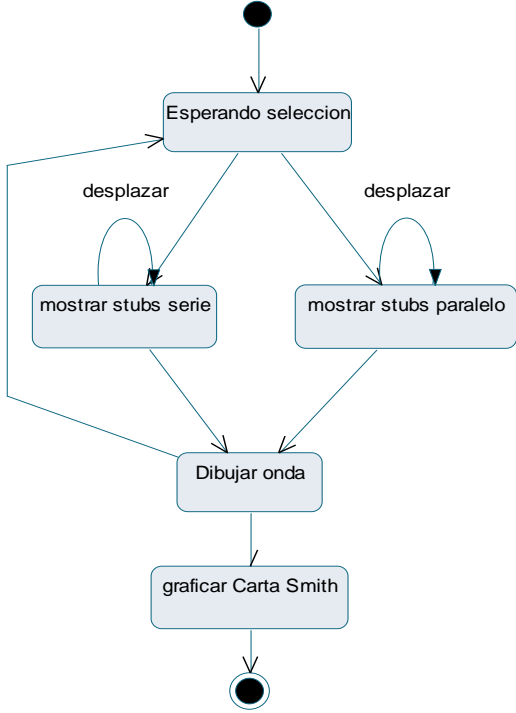 Esperando seleccion
desplazar
desplazar
mostrar stubs serie
mostrar stubs paralelo
Dibujar onda
graficar Carta Smith